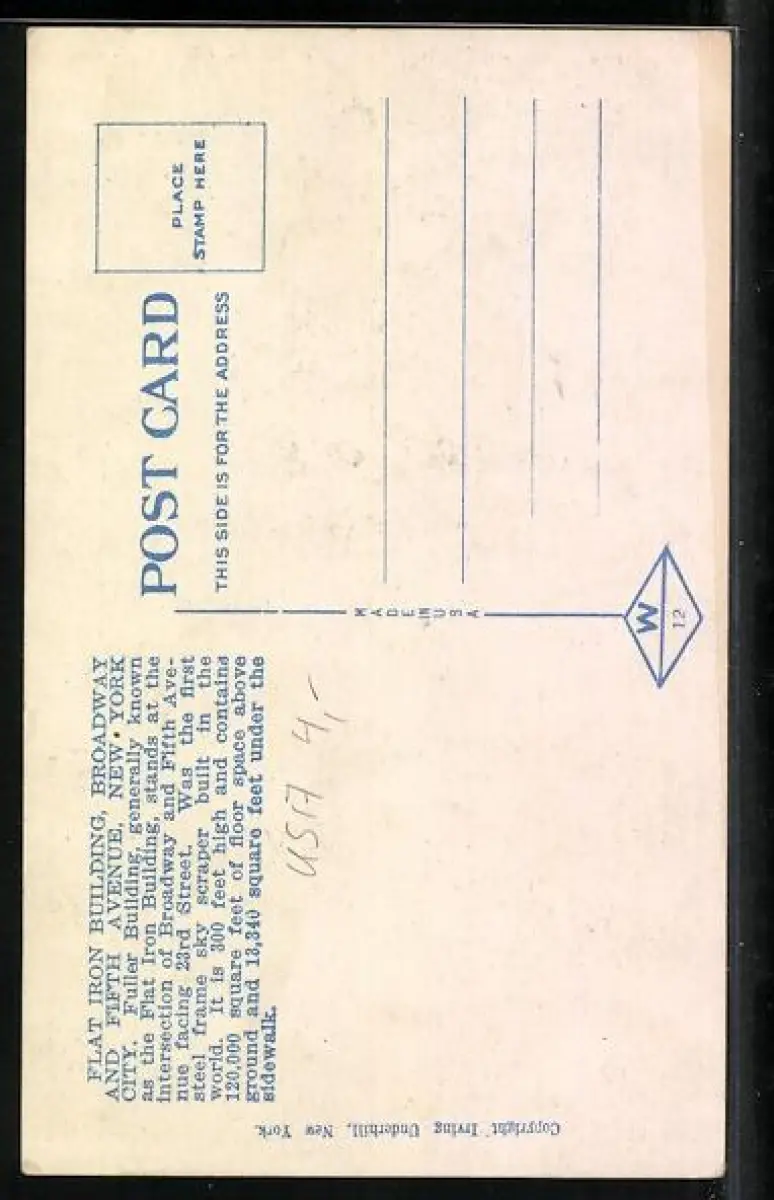 FLAT IRON BUILDING, BROADWAY
AND FIFTH AVENUE, NEW YORK
CITY. Fuller Building, generally known
as the Flat Iron Building, stands at the
intersection of Broadway and Fifth Ave-
nue facing 23rd Street. Was the first
steel frame sky scraper built in the
world. It is 300 feet high and contains
120,000 square feet of floor space above
ground and 13,340 square feet under the
sidewalk.
USA 4,-
Copyright Irving Underhill, New York.
MADE IN USA
W
12
POST CARD
THIS SIDE IS FOR THE ADDRESS
PLACE
STAMP HERE